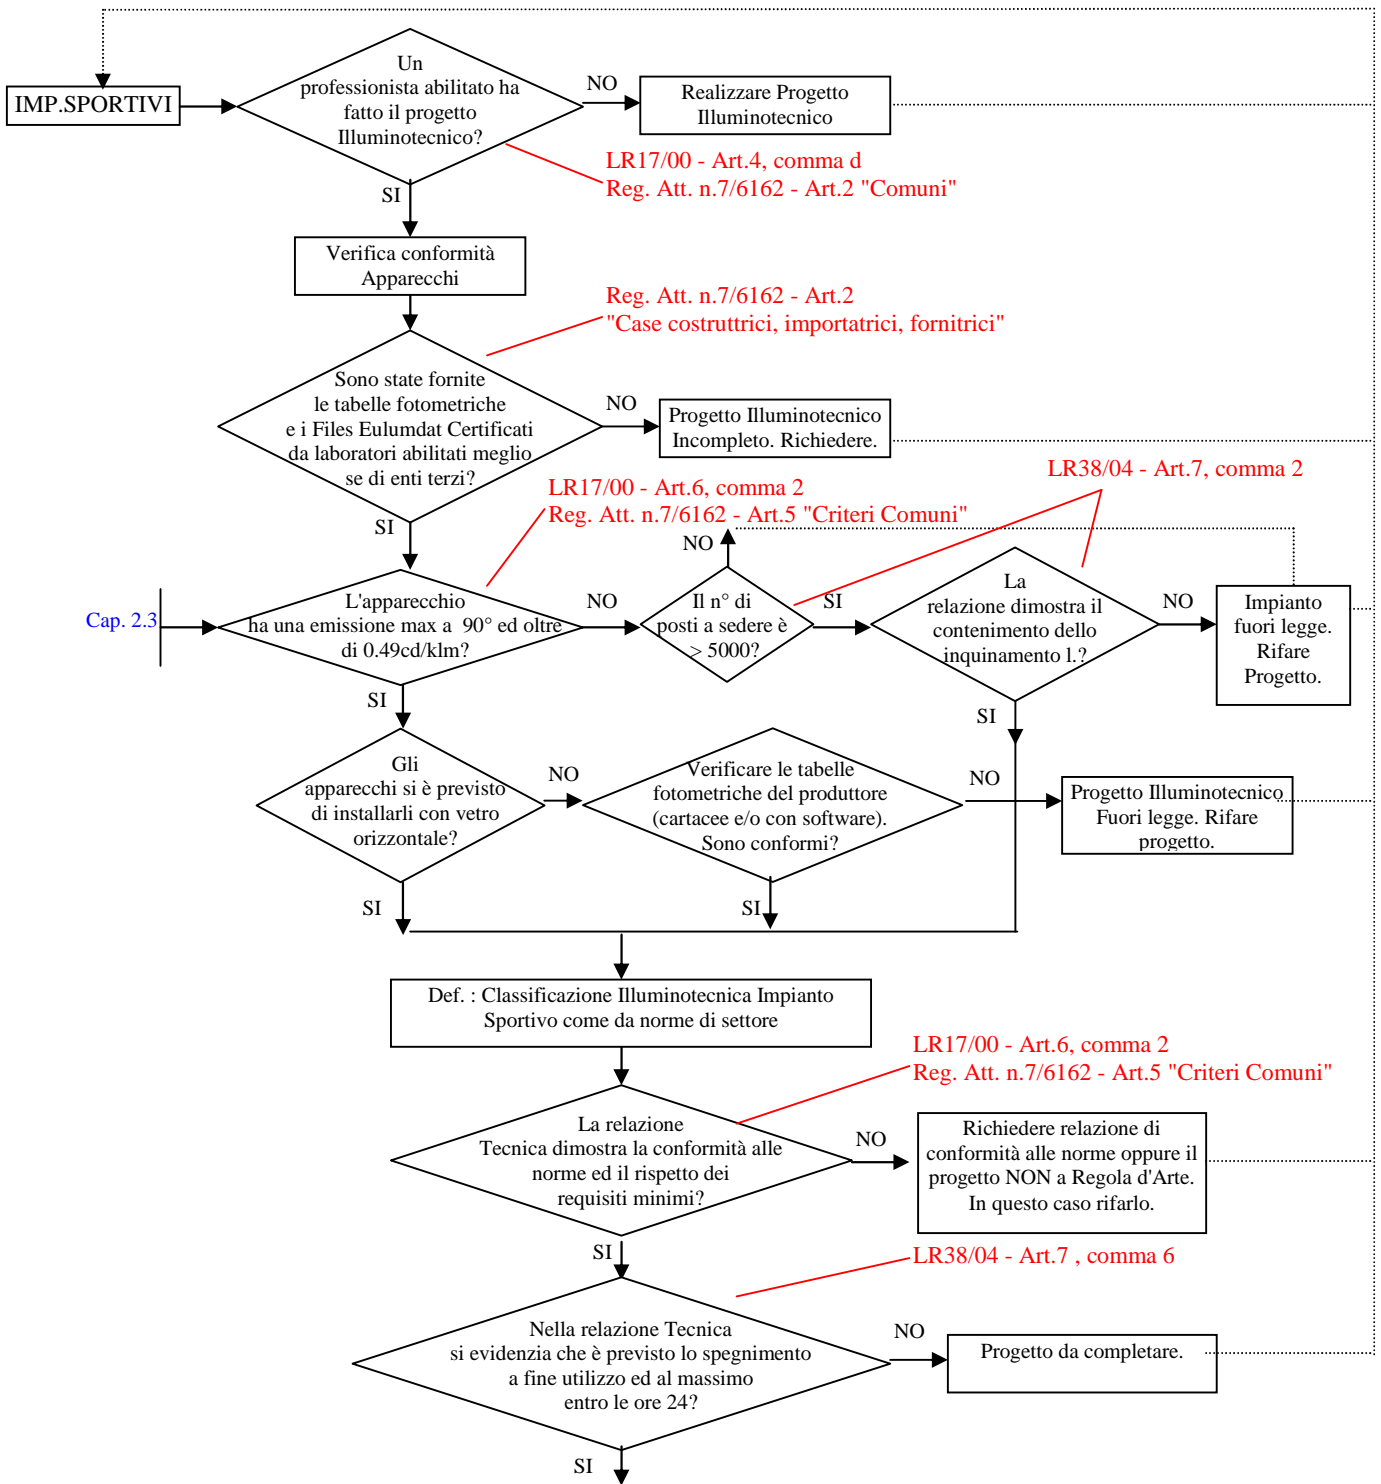 Un
professionista abilitato ha
fatto il progetto
Illuminotecnico?
IMP.SPORTIVI
NO
Realizzare Progetto
Illuminotecnico
LR17/00 - Art.4, comma d
Reg. Att. n.7/6162 - Art.2 "Comuni"
SI
Verifica conformità
Apparecchi
Reg. Att. n.7/6162 - Art.2
"Case costruttrici, importatrici, fornitrici"
Sono state fornite
le tabelle fotometriche
e i Files Eulumdat Certificati
da laboratori abilitati meglio
se di enti terzi?
NO
Progetto Illuminotecnico
Incompleto. Richiedere.
LR38/04 - Art.7, comma 2
LR17/00 - Art.6, comma 2
Reg. Att. n.7/6162 - Art.5 "Criteri Comuni"
SI
NO
Cap. 2.3
L'apparecchio
ha una emissione max a 90° ed oltre
di 0.49cd/klm?
NO
Il n° di
posti a sedere è
> 5000?
SI
La
relazione dimostra il
contenimento dello
inquinamento l.?
NO
Impianto
fuori legge.
Rifare
Progetto.
SI
SI
Gli
apparecchi si è previsto
di installarli con vetro
orizzontale?
NO
Verificare le tabelle
fotometriche del produttore
(cartacee e/o con software).
Sono conformi?
NO
Progetto Illuminotecnico
Fuori legge. Rifare
progetto.
SI
SI
Def. : Classificazione Illuminotecnica Impianto
Sportivo come da norme di settore
LR17/00 - Art.6, comma 2
Reg. Att. n.7/6162 - Art.5 "Criteri Comuni"
La relazione
Tecnica dimostra la conformità alle
norme ed il rispetto dei
requisiti minimi?
NO
Richiedere relazione di
conformità alle norme oppure il
progetto NON a Regola d'Arte.
In questo caso rifarlo.
SI
LR38/04 - Art.7 , comma 6
Nella relazione Tecnica
si evidenzia che è previsto lo spegnimento
a fine utilizzo ed al massimo
entro le ore 24?
NO
Progetto da completare.
SI